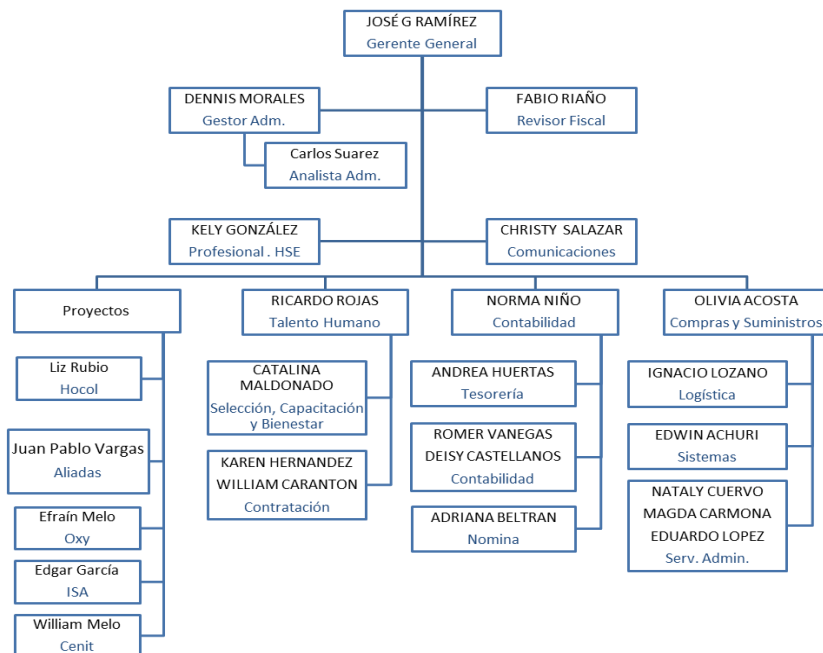 JOSÉ G RAMÍREZ
Gerente General
DENNIS MORALES
Gestor Adm.
FABIO RIAÑO
Revisor Fiscal
Carlos Suarez
Analista Adm.
KELY GONZÁLEZ
Profesional . HSE
CHRISTY SALAZAR
Comunicaciones
Proyectos
Liz Rubio
Hocol
Juan Pablo Vargas
Aliadas
Efraín Melo
Oxy
Edgar García
ISA
William Melo
Cenit
RICARDO ROJAS
Talento Humano
CATALINA
MALDONADO
Selección, Capacitación
y Bienestar
KAREN HERNANDEZ
WILLIAM CARANTON
Contratación
NORMA NIÑO
Contabilidad
ANDREA HUERTAS
Tesorería
ROMER VANEGAS
DEISY CASTELLANOS
Contabilidad
ADRIANA BELTRAN
Nomina
OLIVIA ACOSTA
Compras y Suministros
IGNACIO LOZANO
Logística
EDWIN ACHURI
Sistemas
NATALY CUERVO
MAGDA CARMONA
EDUARDO LOPEZ
Serv. Admin.